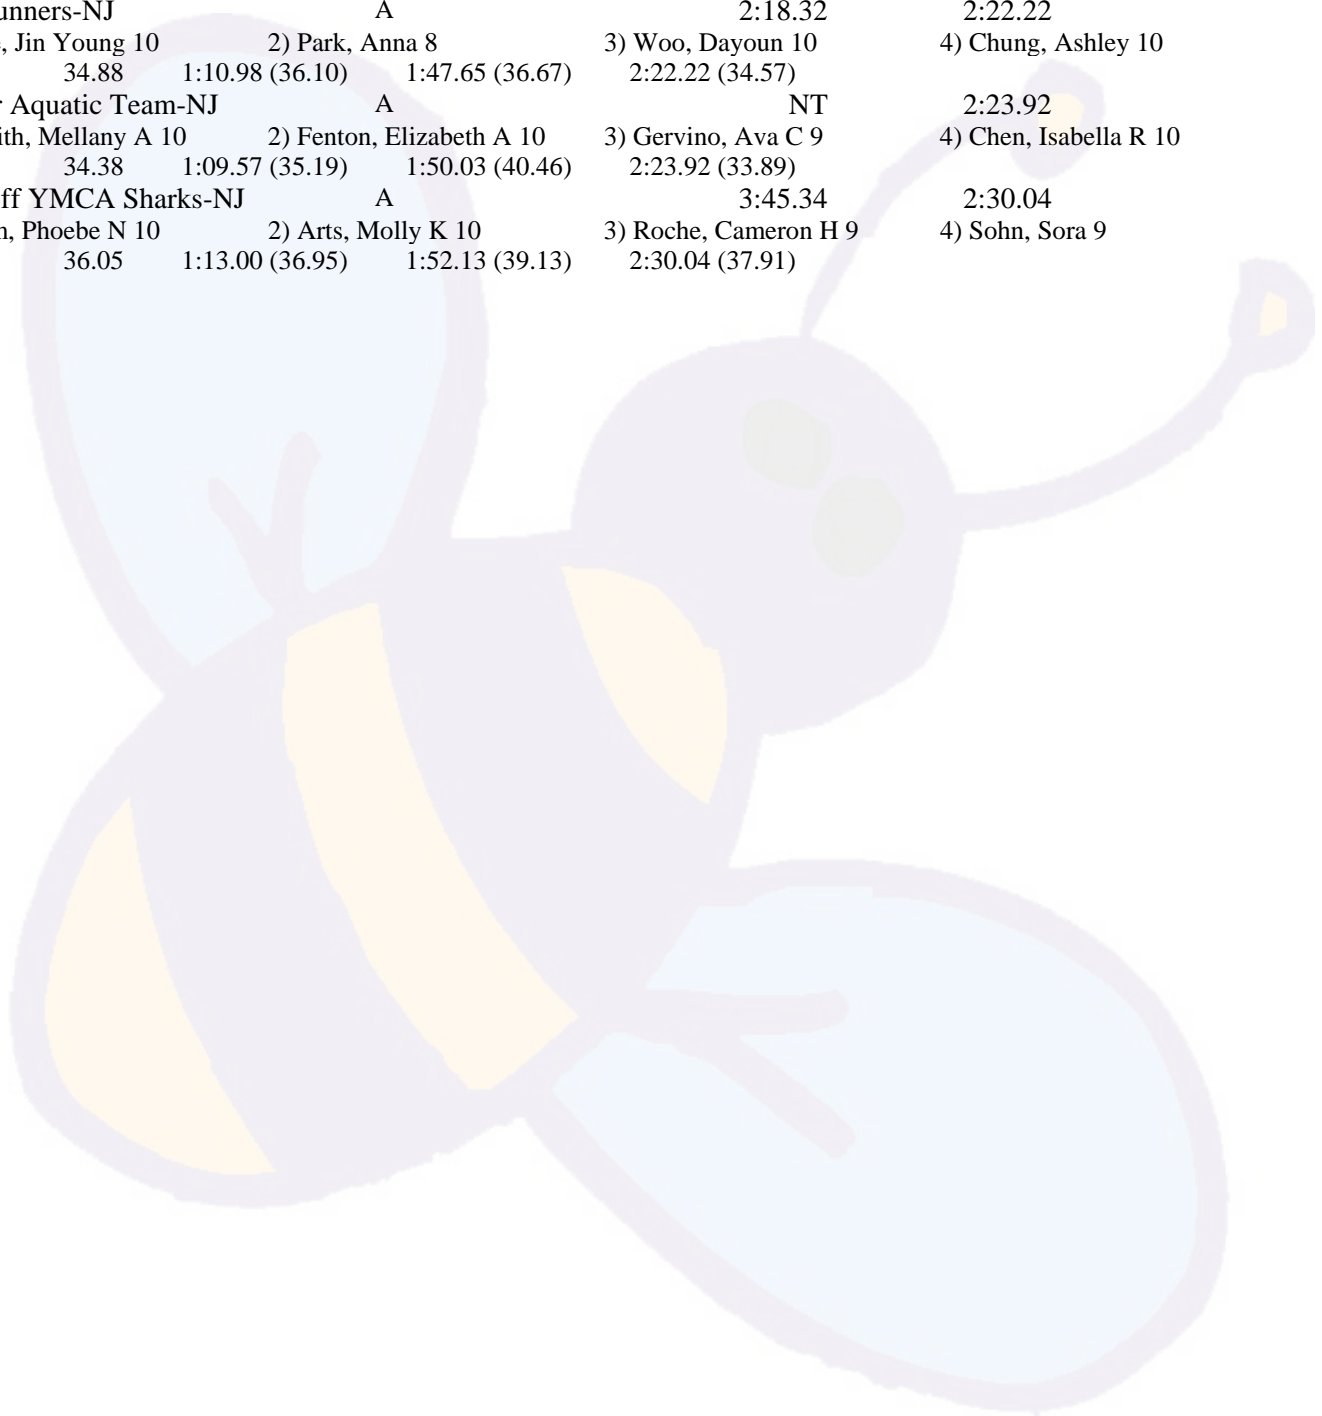 unners-NJ A 2:18.32 2:22.22
, Jin Young 10 2) Park, Anna 8 3) Woo, Dayoun 10 4) Chung, Ashley 10
34.88 1:10.98 (36.10) 1:47.65 (36.67) 2:22.22 (34.57)
r Aquatic Team-NJ A NT 2:23.92
ith, Mellany A 10 2) Fenton, Elizabeth A 10 3) Gervino, Ava C 9 4) Chen, Isabella R 10
34.38 1:09.57 (35.19) 1:50.03 (40.46) 2:23.92 (33.89)
ff YMCA Sharks-NJ A 3:45.34 2:30.04
, Phoebe N 10 2) Arts, Molly K 10 3) Roche, Cameron H 9 4) Sohn, Sora 9
36.05 1:13.00 (36.95) 1:52.13 (39.13) 2:30.04 (37.91)